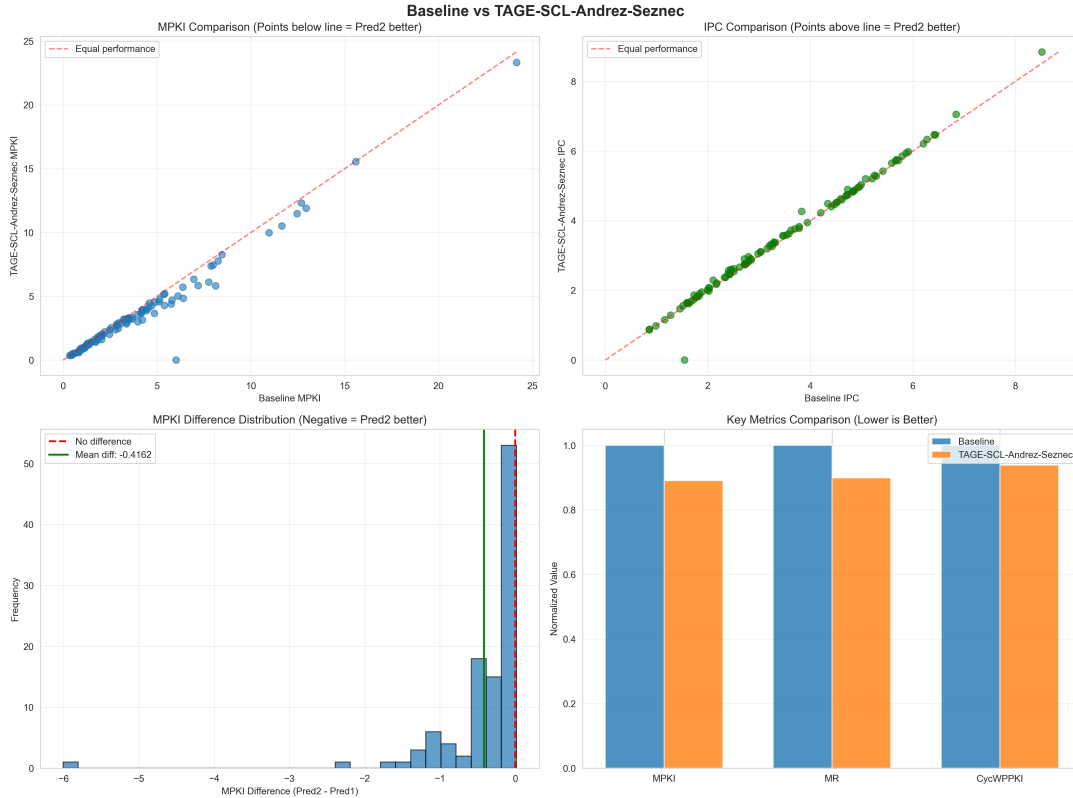 Baseline vs TAGE-SCL-Andrez-Seznec
MPKI Comparison (Points below line = Pred2 better)
Equal performance
25
20
15
10
5
0
TAGE-SCL-Andrez-Seznec MPKI
0
5
10
15
20
25
Baseline MPKI
IPC Comparison (Points above line = Pred2 better)
Equal performance
8
6
4
2
0
TAGE-SCL-Andrez-Seznec IPC
0
2
4
6
8
Baseline IPC
MPKI Difference Distribution (Negative = Pred2 better)
No difference
Mean diff: -0.4162
50
40
30
20
10
0
Frequency
−6
−5
−4
−3
−2
−1
0
MPKI Difference (Pred2 - Pred1)
Key Metrics Comparison (Lower is Better)
Baseline
TAGE-SCL-Andrez-Seznec
1.0
0.8
0.6
0.4
0.2
0.0
Normalized Value
MPKI
MR
CycWPPKI